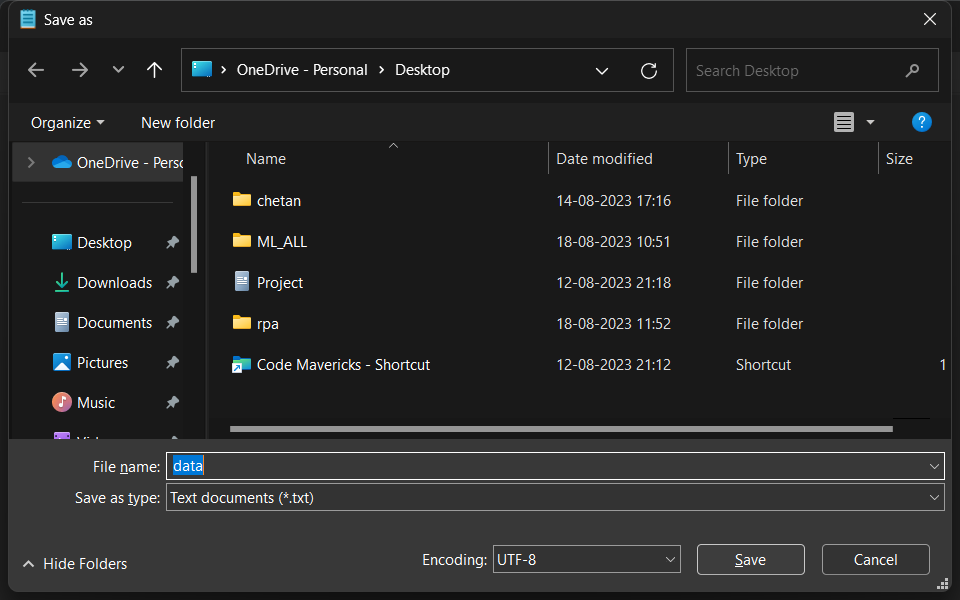 Save as
OneDrive - Personal > Desktop
Search Desktop
Organize
New folder
OneDrive - Perso
Name Date modified Type Size
chetan 14-08-2023 17:16 File folder
ML_ALL 18-08-2023 10:51 File folder
Project 12-08-2023 21:18 File folder
rpa 18-08-2023 11:52 File folder
Code Mavericks - Shortcut 12-08-2023 21:12 Shortcut 1
Desktop
Downloads
Documents
Pictures
Music
File name: data
Save as type: Text documents (*.txt)
Hide Folders
Encoding: UTF-8
Save
Cancel